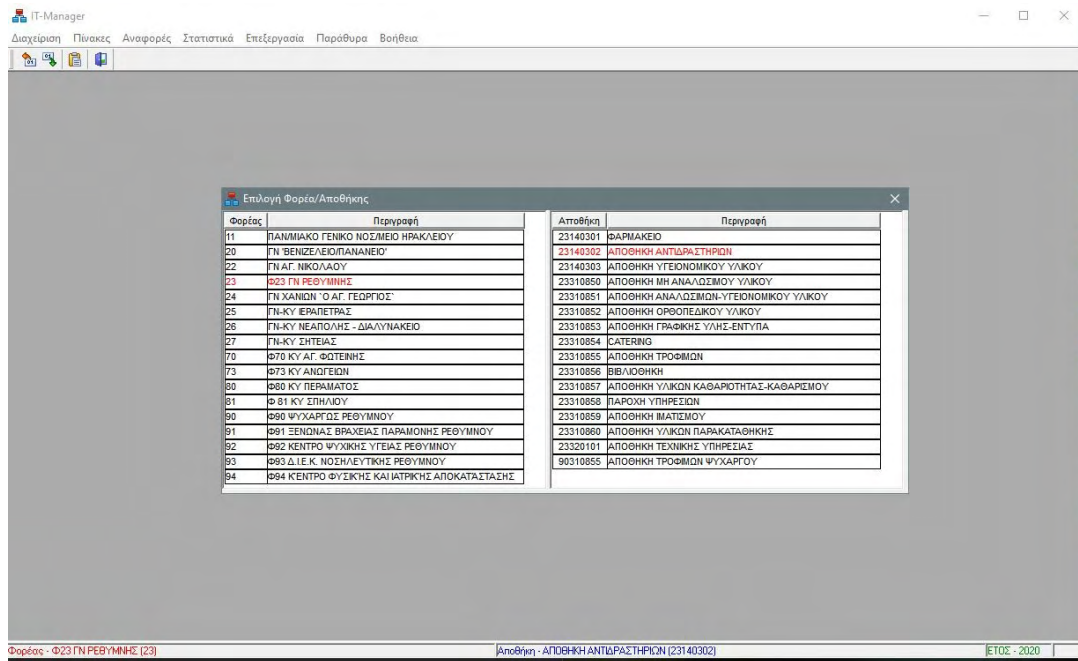 IT-Manager
Διαχείριση Πίνακες Αναφορές Στατιστικά Επεξεργασία Παράθυρα Βοήθεια
Επιλογή Φορέα/Αποθήκης
Φορέας Περιγραφή
11 ΠΑΝ/ΜΙΑΚΟ ΓΕΝΙΚΟ ΝΟΣ/ΜΕΙΟ ΗΡΑΚΛΕΙΟΥ
20 ΓΝ 'ΒΕΝΙΖΕΛΕΙΟ/ΠΑΝΑΝΕΙΟ'
22 ΓΝ ΑΓ. ΝΙΚΟΛΑΟΥ
23 Φ23 ΓΝ ΡΕΘΥΜΝΗΣ
24 ΓΝ ΧΑΝΙΩΝ `Ο ΑΓ. ΓΕΩΡΓΙΟΣ`
25 ΓΝ-ΚΥ ΙΕΡΑΠΕΤΡΑΣ
26 ΓΝ-ΚΥ ΝΕΑΠΟΛΗΣ - ΔΙΑΛΥΝΑΚΕΙΟ
27 ΓΝ-ΚΥ ΣΗΤΕΙΑΣ
70 Φ70 ΚΥ ΑΓ. ΦΩΤΕΙΝΗΣ
73 Φ73 ΚΥ ΑΝΩΓΕΙΩΝ
80 Φ80 ΚΥ ΠΕΡΑΜΑΤΟΣ
81 Φ 81 ΚΥ ΣΠΗΛΙΟΥ
90 Φ90 ΨΥΧΑΡΓΩΣ ΡΕΘΥΜΝΟΥ
91 Φ91 ΞΕΝΩΝΑΣ ΒΡΑΧΕΙΑΣ ΠΑΡΑΜΟΝΗΣ ΡΕΘΥΜΝΟΥ
92 Φ92 ΚΕΝΤΡΟ ΨΥΧΙΚΗΣ ΥΓΕΙΑΣ ΡΕΘΥΜΝΟΥ
93 Φ93 Δ.Ι.Ε.Κ. ΝΟΣΗΛΕΥΤΙΚΗΣ ΡΕΘΥΜΝΟΥ
94 Φ94 ΚΈΝΤΡΟ ΦΥΣΙΚΉΣ ΚΑΙ ΙΑΤΡΙΚΉΣ ΑΠΟΚΑΤΆΣΤΑΣΗΣ
Αποθήκη Περιγραφή
23140301 ΦΑΡΜΑΚΕΙΟ
23140302 ΑΠΟΘΗΚΗ ΑΝΤΙΔΡΑΣΤΗΡΙΩΝ
23140303 ΑΠΟΘΗΚΗ ΥΓΕΙΟΝΟΜΙΚΟΥ ΥΛΙΚΟΥ
23310850 ΑΠΟΘΗΚΗ ΜΗ ΑΝΑΛΩΣΙΜΟΥ ΥΛΙΚΟΥ
23310851 ΑΠΟΘΗΚΗ ΑΝΑΛΩΣΙΜΩΝ-ΥΓΕΙΟΝΟΜΙΚΟΥ ΥΛΙΚΟΥ
23310852 ΑΠΟΘΗΚΗ ΟΡΘΟΠΕΔΙΚΟΥ ΥΛΙΚΟΥ
23310853 ΑΠΟΘΗΚΗ ΓΡΑΦΙΚΗΣ ΥΛΗΣ-ΕΝΤΥΠΑ
23310854 CATERING
23310855 ΑΠΟΘΗΚΗ ΤΡΟΦΙΜΩΝ
23310856 ΒΙΒΛΙΟΘΗΚΗ
23310857 ΑΠΟΘΗΚΗ ΥΛΙΚΩΝ ΚΑΘΑΡΙΟΤΗΤΑΣ-ΚΑΘΑΡΙΣΜΟΥ
23310858 ΠΑΡΟΧΗ ΥΠΗΡΕΣΙΩΝ
23310859 ΑΠΟΘΗΚΗ ΙΜΑΤΙΣΜΟΥ
23310860 ΑΠΟΘΗΚΗ ΥΛΙΚΩΝ ΠΑΡΑΚΑΤΑΘΗΚΗΣ
23320101 ΑΠΟΘΗΚΗ ΤΕΧΝΙΚΗΣ ΥΠΗΡΕΣΙΑΣ
90310855 ΑΠΟΘΗΚΗ ΤΡΟΦΙΜΩΝ ΨΥΧΑΡΓΟΥ
Φορέας - Φ23 ΓΝ ΡΕΘΥΜΝΗΣ (23) Αποθήκη - ΑΠΟΘΗΚΗ ΑΝΤΙΔΡΑΣΤΗΡΙΩΝ (23140302) ΕΤΟΣ - 2020